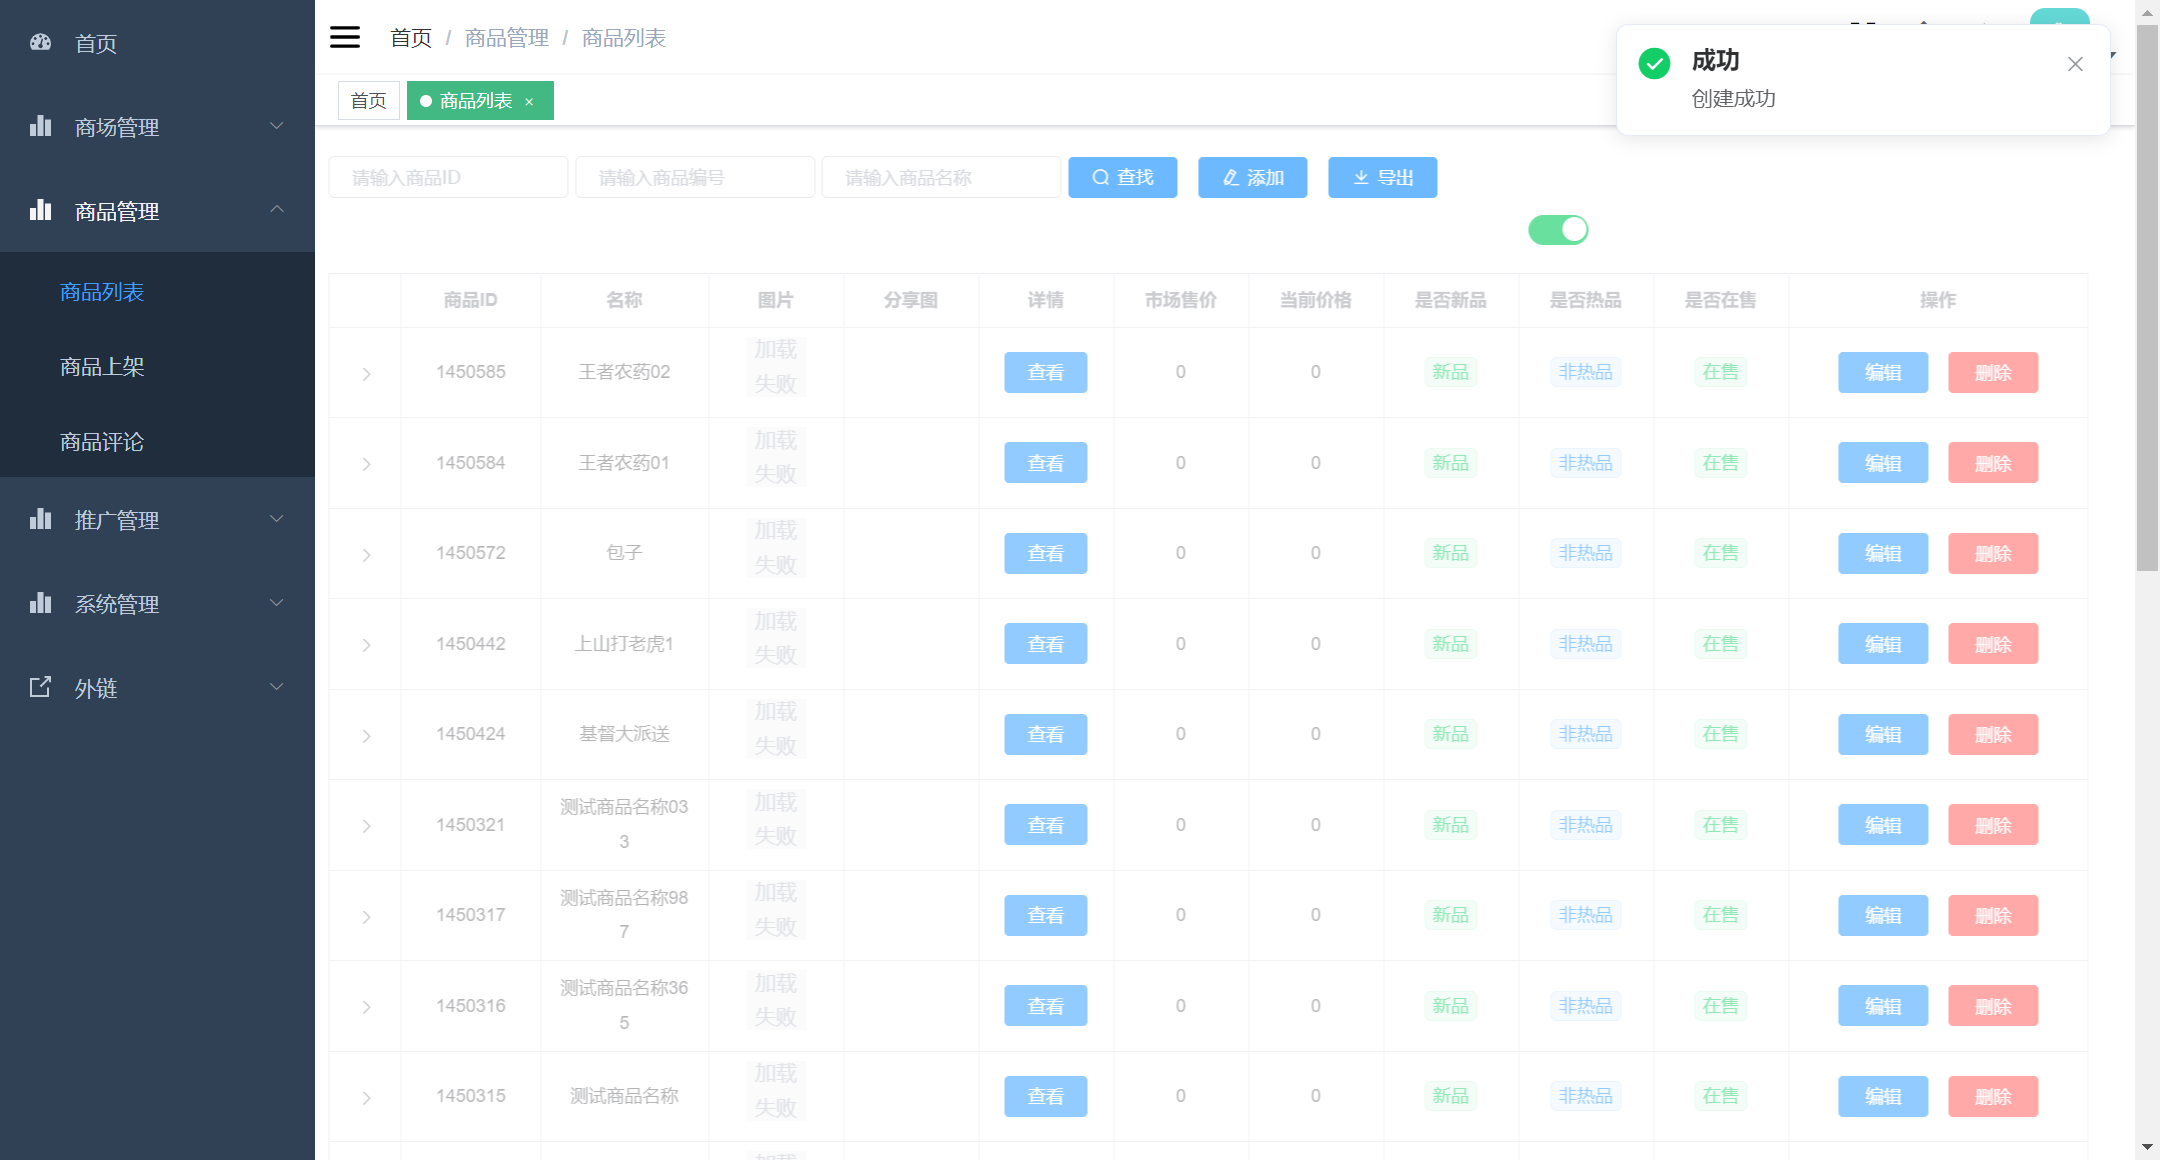 首页
商场管理
商品管理
商品列表
商品上架
商品评论
推广管理
系统管理
外链
首页 / 商品管理 / 商品列表
首页
商品列表 ×
成功
创建成功
请输入商品ID 请输入商品编号 请输入商品名称 查找 添加 导出
商品ID 名称 图片 分享图 详情 市场售价 当前价格 是否新品 是否热品 是否在售 操作
1450585 王者农药02 加载失败 查看 0 0 新品 非热品 在售 编辑 删除
1450584 王者农药01 加载失败 查看 0 0 新品 非热品 在售 编辑 删除
1450572 包子 加载失败 查看 0 0 新品 非热品 在售 编辑 删除
1450442 上山打老虎1 加载失败 查看 0 0 新品 非热品 在售 编辑 删除
1450424 基督大派送 加载失败 查看 0 0 新品 非热品 在售 编辑 删除
1450321 测试商品名称033 加载失败 查看 0 0 新品 非热品 在售 编辑 删除
1450317 测试商品名称987 加载失败 查看 0 0 新品 非热品 在售 编辑 删除
1450316 测试商品名称365 加载失败 查看 0 0 新品 非热品 在售 编辑 删除
1450315 测试商品名称 加载失败 查看 0 0 新品 非热品 在售 编辑 删除